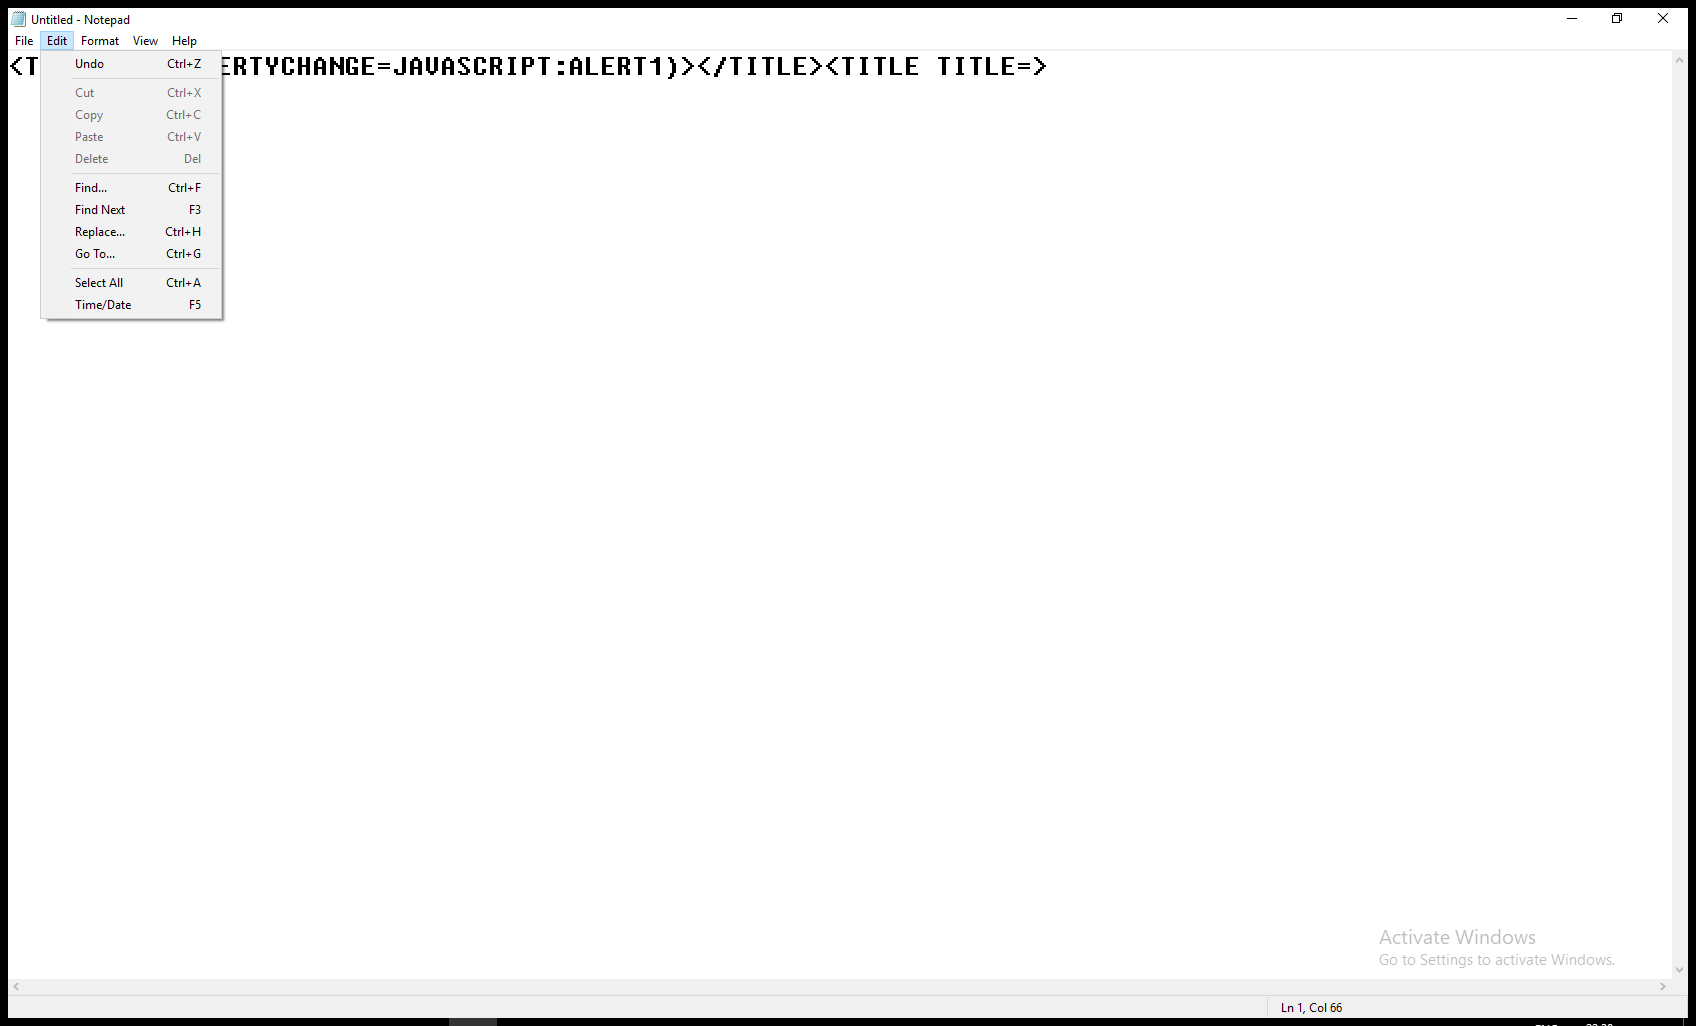 Untitled - Notepad
File Edit Format View Help
<T ERTYCHANGE=JAVASCRIPT:ALERT1)></TITLE><TITLE TITLE=>
Undo Ctrl+Z
Cut Ctrl+X
Copy Ctrl+C
Paste Ctrl+V
Delete Del
Find... Ctrl+F
Find Next F3
Replace... Ctrl+H
Go To... Ctrl+G
Select All Ctrl+A
Time/Date F5
Activate Windows
Go to Settings to activate Windows.
Ln 1, Col 66